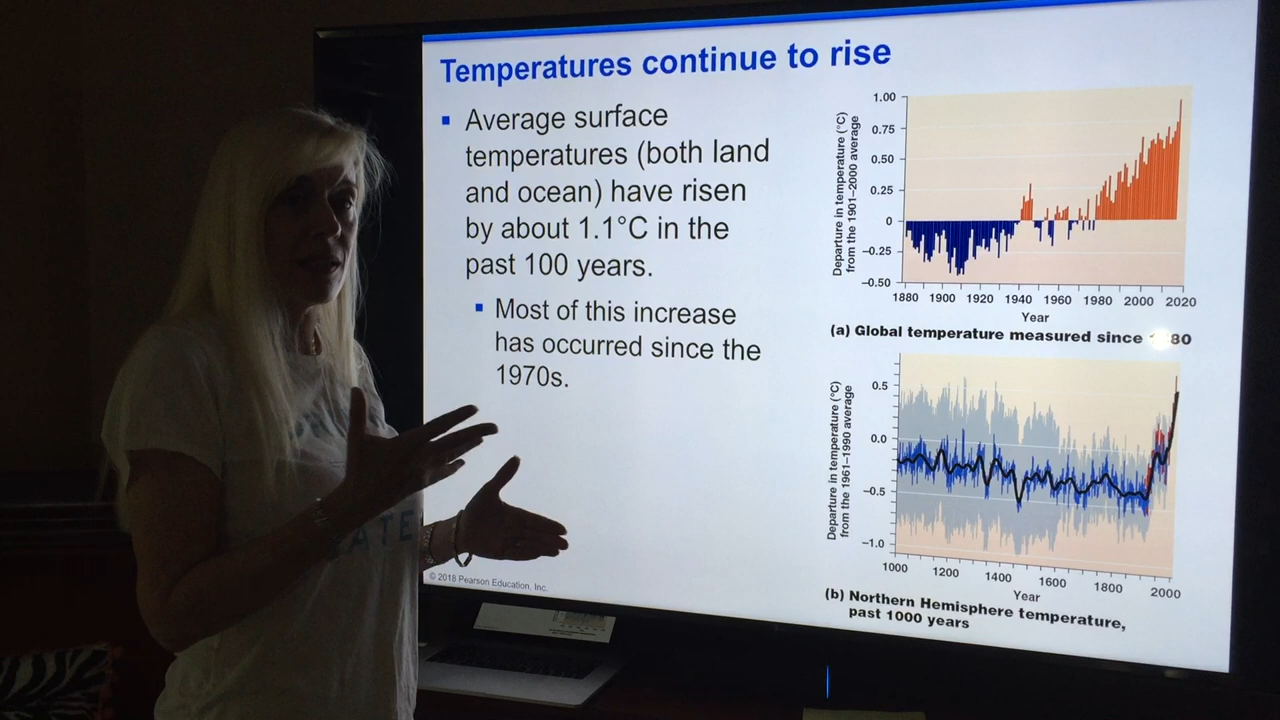 Temperatures continue to rise
Average surface
temperatures (both land
and ocean) have risen
by about 1.1°C in the
past 100 years.
Most of this increase
has occurred since the
1970s.
© 2018 Pearson Education, Inc.
Departure in temperature (°C)
from the 1901–2000 average
1.00
0.75
0.50
0.25
0
–0.25
–0.50
1880 1900 1920 1940 1960 1980 2000 2020
Year
(a) Global temperature measured since 80
Departure in temperature (°C)
from the 1961–1990 average
0.5
0.0
–0.5
–1.0
1000 1200 1400 1600 1800 2000
Year
(b) Northern Hemisphere temperature,
past 1000 years
ATE